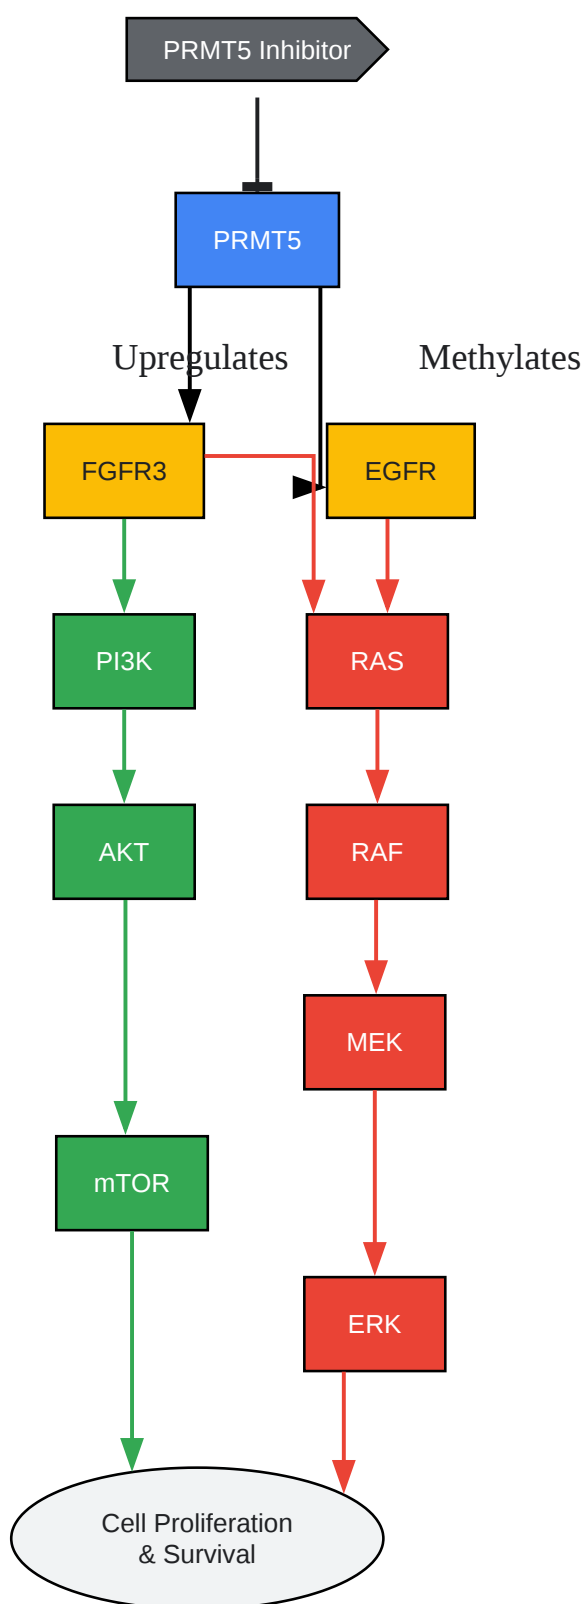 PRMT5 Inhibitor
PRMT5
Upregulates
Methylates
FGFR3
EGFR
PI3K
RAS
AKT
RAF
MEK
mTOR
ERK
Cell Proliferation
& Survival